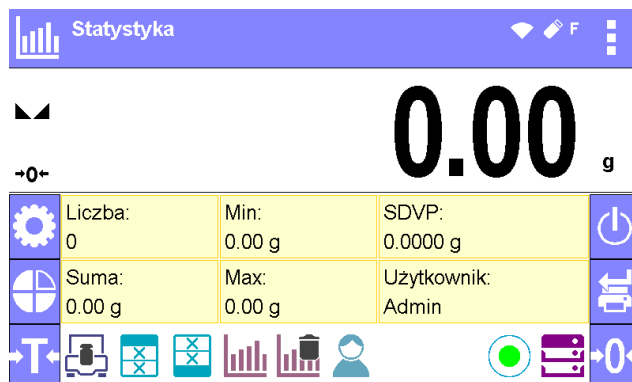 Statystyka
F
0.00
g
→0←
Liczba:
0
Min:
0.00 g
SDVP:
0.0000 g
Suma:
0.00 g
Max:
0.00 g
Użytkownik:
Admin
→T←
→0←